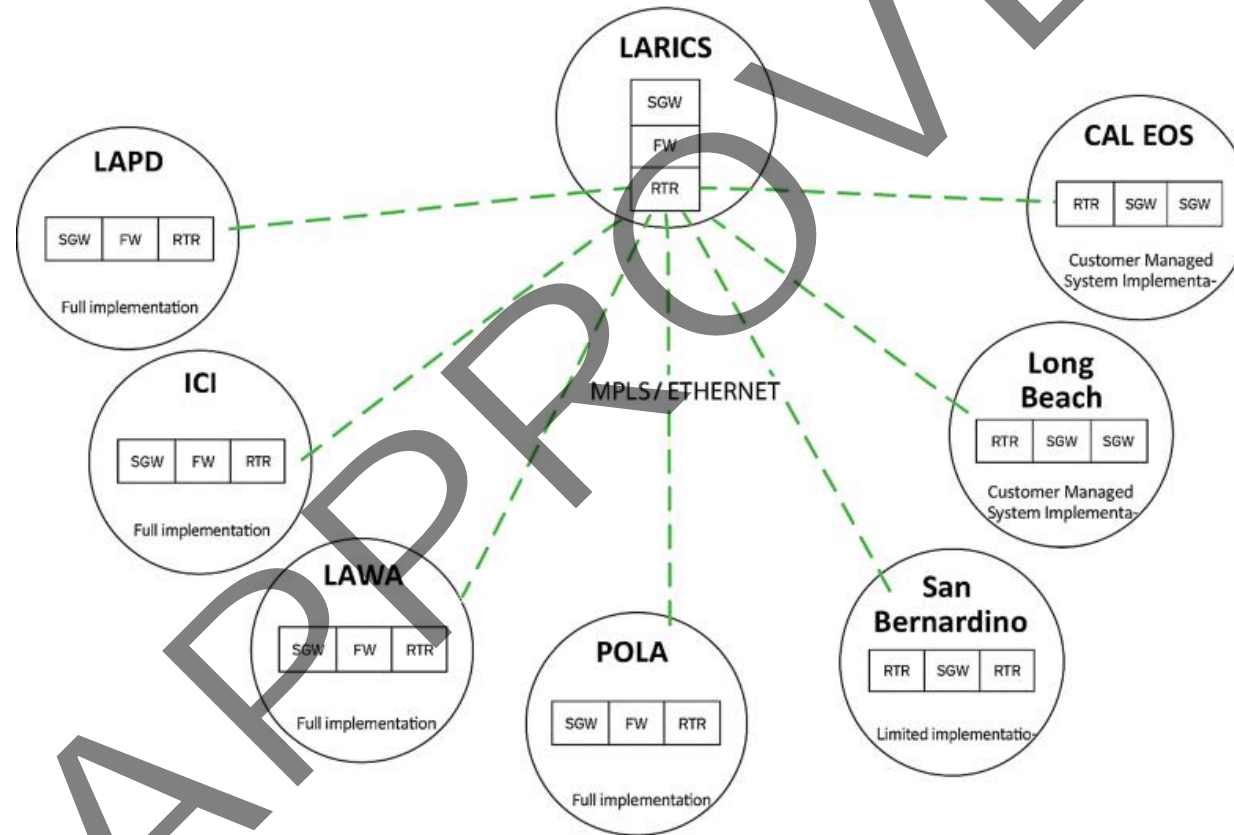 LARICS
SGW
FW
RTR
LAPD
SGW FW RTR
Full implementation
CAL EOS
RTR SGW SGW
Customer Managed
System Implementa-
ICI
SGW FW RTR
Full implementation
MPLS/ETHERNET
Long
Beach
RTR SGW SGW
Customer Managed
System Implementa-
LAWA
SGW FW RTR
Full implementation
POLA
SGW FW RTR
Full implementation
San
Bernardino
RTR SGW RTR
Limited implementatio-
APPROVE